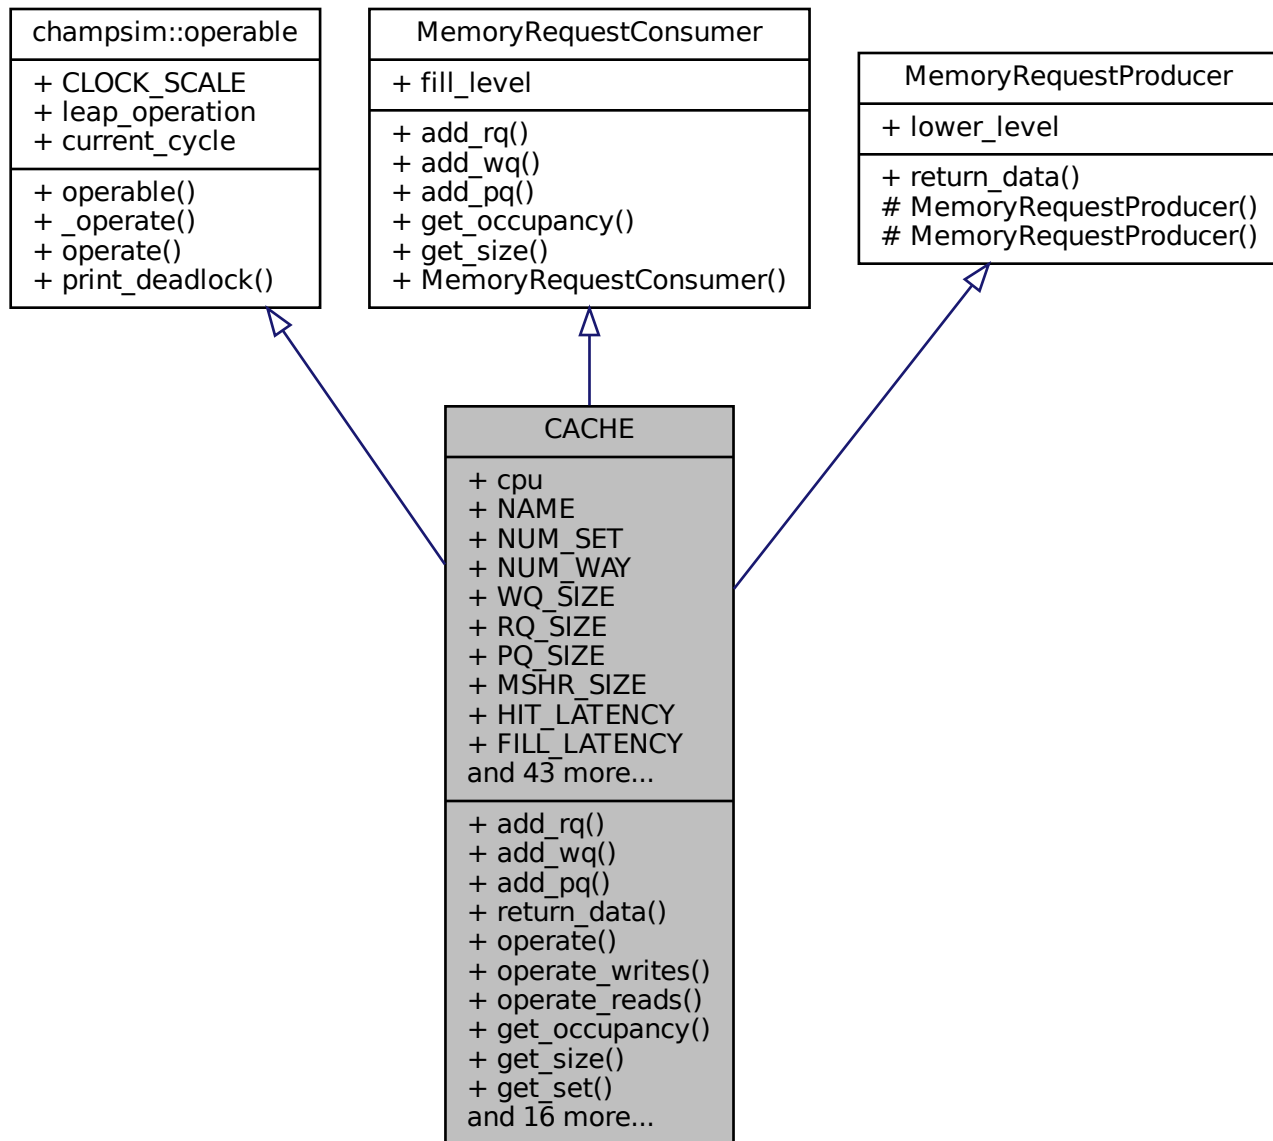 champsim::operable
+ CLOCK_SCALE
+ leap_operation
+ current_cycle
+ operable()
+ _operate()
+ operate()
+ print_deadlock()
MemoryRequestConsumer
+ fill_level
+ add_rq()
+ add_wq()
+ add_pq()
+ get_occupancy()
+ get_size()
+ MemoryRequestConsumer()
MemoryRequestProducer
+ lower_level
+ return_data()
# MemoryRequestProducer()
# MemoryRequestProducer()
CACHE
+ cpu
+ NAME
+ NUM_SET
+ NUM_WAY
+ WQ_SIZE
+ RQ_SIZE
+ PQ_SIZE
+ MSHR_SIZE
+ HIT_LATENCY
+ FILL_LATENCY
and 43 more...
+ add_rq()
+ add_wq()
+ add_pq()
+ return_data()
+ operate()
+ operate_writes()
+ operate_reads()
+ get_occupancy()
+ get_size()
+ get_set()
and 16 more...